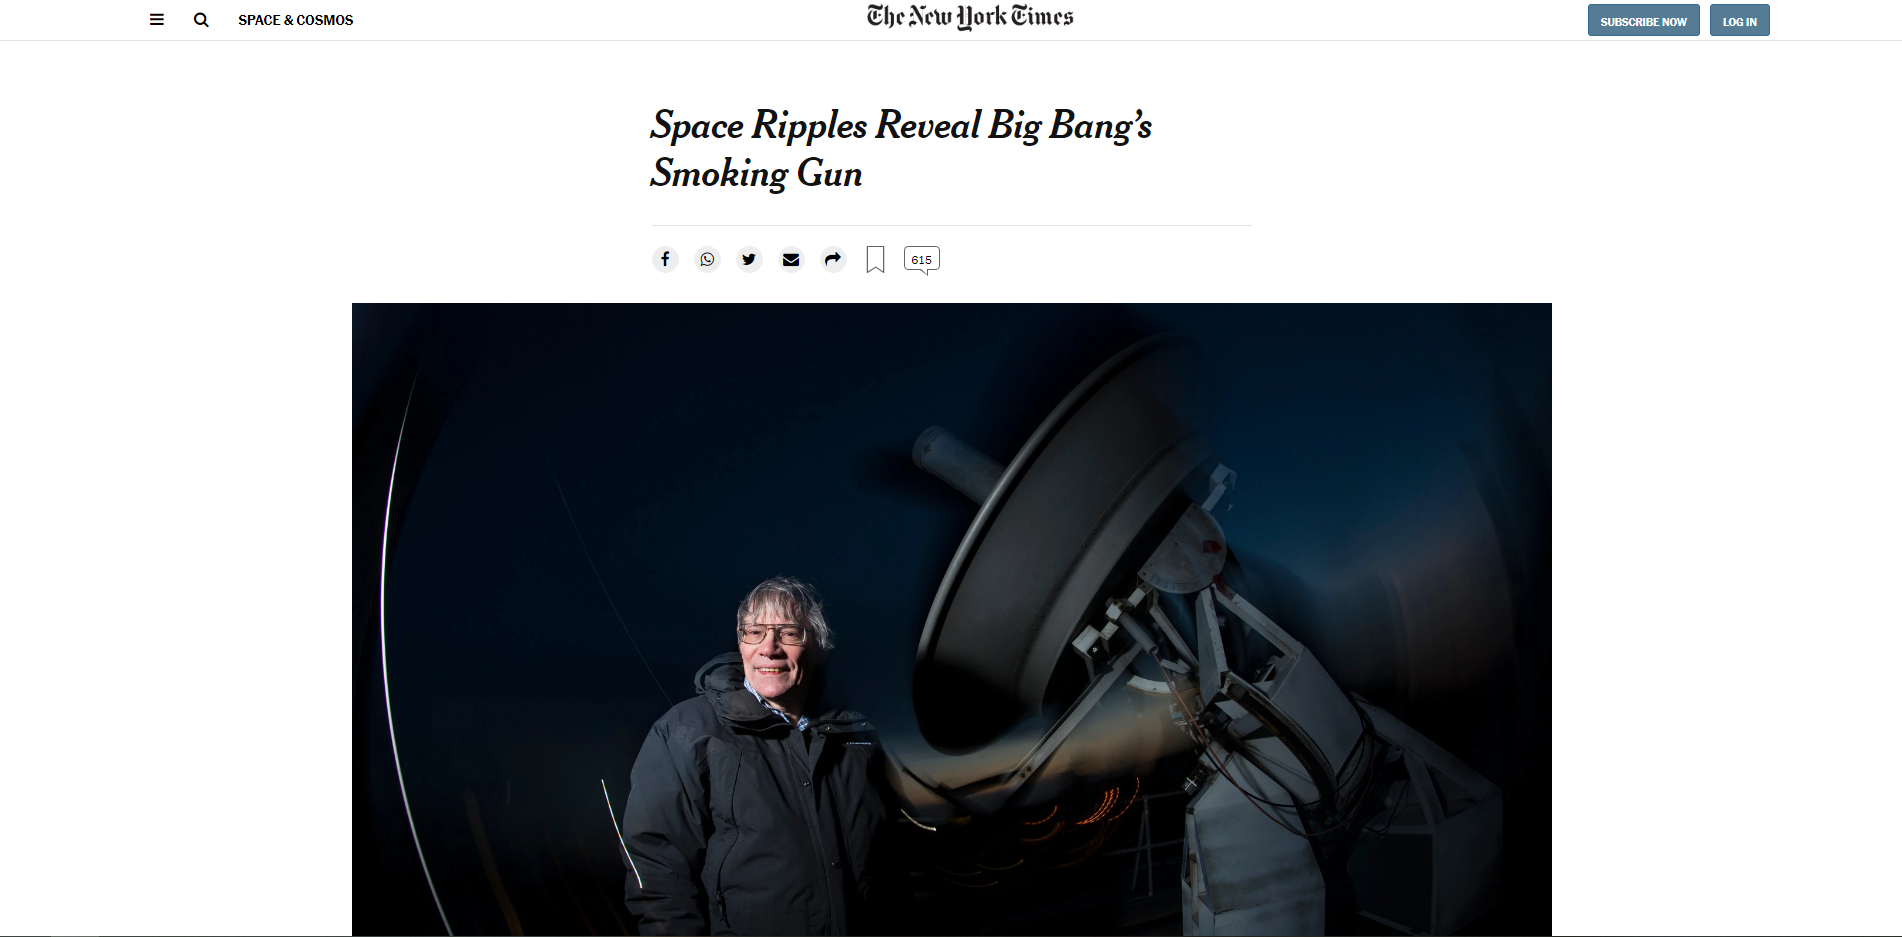 SPACE & COSMOS
The New York Times
SUBSCRIBE NOW
LOG IN
Space Ripples Reveal Big Bang’s
Smoking Gun
615